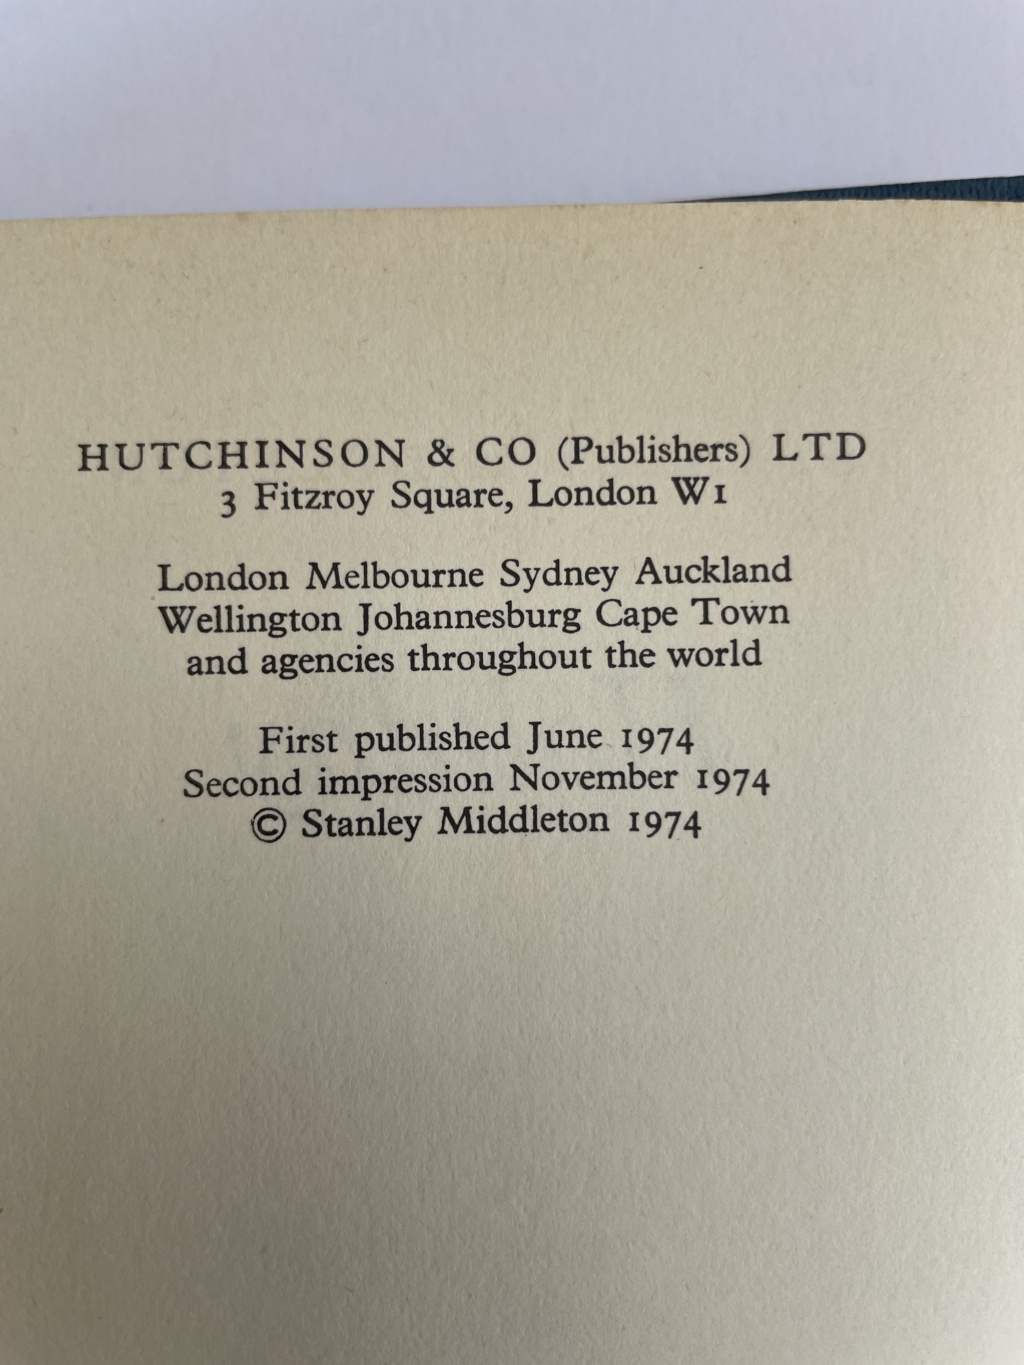 HUTCHINSON & CO (Publishers) LTD
3 Fitzroy Square, London W1
London Melbourne Sydney Auckland
Wellington Johannesburg Cape Town
and agencies throughout the world
First published June 1974
Second impression November 1974
© Stanley Middleton 1974